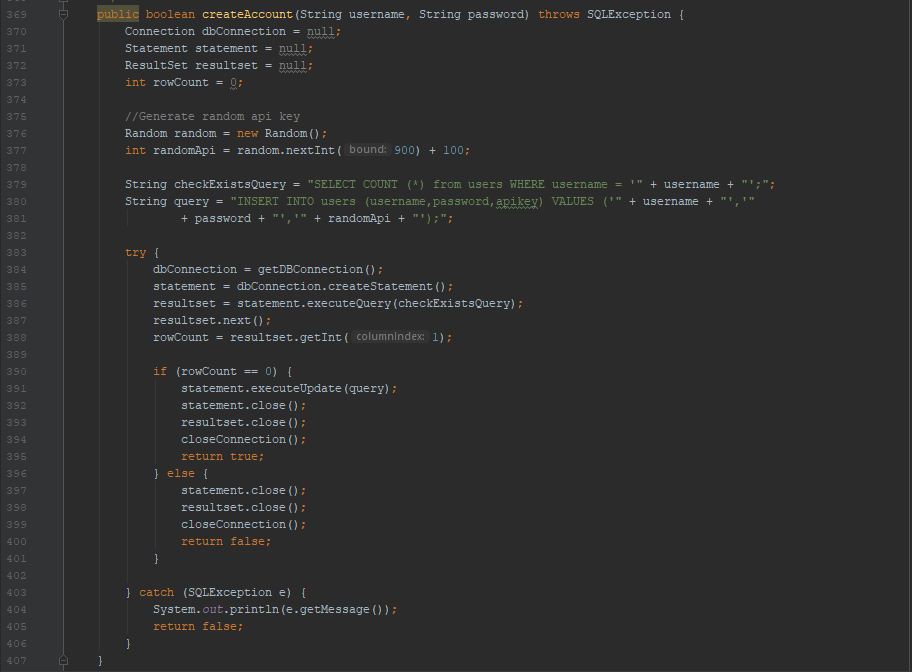 369 public boolean createAccount(String username, String password) throws SQLException {
370 Connection dbConnection = null;
371 Statement statement = null;
372 ResultSet resultset = null;
373 int rowCount = 0;
374
375 //Generate random api key
376 Random random = new Random();
377 int randomApi = random.nextInt( bound: 900) + 100;
378
379 String checkExistsQuery = "SELECT COUNT (*) from users WHERE username = '" + username + "';";
380 String query = "INSERT INTO users (username,password,apikey) VALUES ('" + username + "','"
381 + password + "','" + randomApi + "');";
382
383 try {
384 dbConnection = getDBConnection();
385 statement = dbConnection.createStatement();
386 resultset = statement.executeQuery(checkExistsQuery);
387 resultset.next();
388 rowCount = resultset.getInt( columnIndex: 1);
389
390 if (rowCount == 0) {
391 statement.executeUpdate(query);
392 statement.close();
393 resultset.close();
394 closeConnection();
395 return true;
396 } else {
397 statement.close();
398 resultset.close();
399 closeConnection();
400 return false;
401 }
402
403 } catch (SQLException e) {
404 System.out.println(e.getMessage());
405 return false;
406 }
407 }